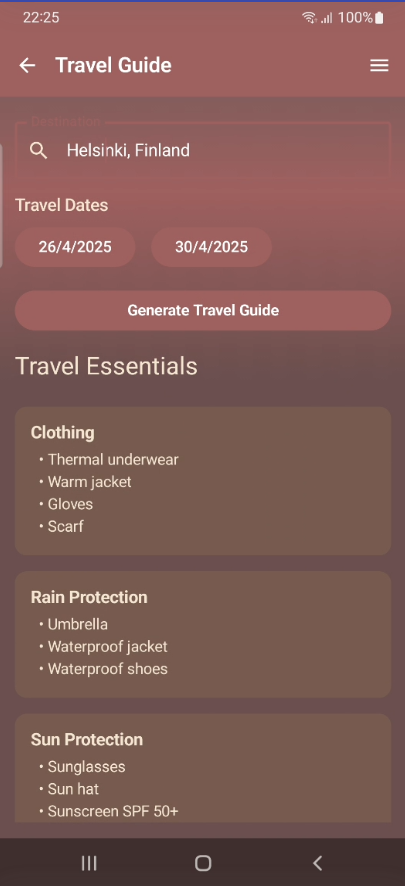 22:25
100%
Travel Guide
Destination
Helsinki, Finland
Travel Dates
26/4/2025
30/4/2025
Generate Travel Guide
Travel Essentials
Clothing
• Thermal underwear
• Warm jacket
• Gloves
• Scarf
Rain Protection
• Umbrella
• Waterproof jacket
• Waterproof shoes
Sun Protection
• Sunglasses
• Sun hat
• Sunscreen SPF 50+